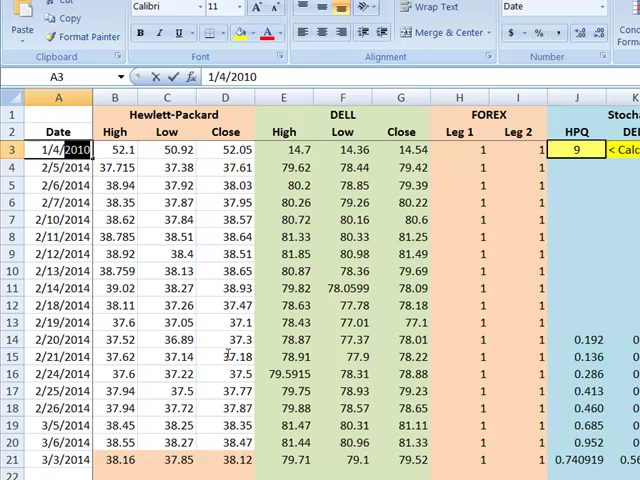 Cut Calibri 11 A A Wrap Text General
Copy
Paste Format Painter B I U A Merge & Center $ % , Con
Form
Clipboard Font Alignment Number
A3 1/4/2010
A B C D E F G H I J K
1 Hewlett-Packard DELL FOREX Stoch
2 Date High Low Close High Low Close Leg 1 Leg 2 HPQ DE
3 1/4/2010 52.1 50.92 52.05 14.7 14.36 14.54 1 1 9 < Calc
4 2/5/2014 37.715 37.38 37.61 79.62 78.44 79.42 1 1
5 2/6/2014 38.94 37.92 38.03 80.2 78.85 79.39 1 1
6 2/7/2014 38.35 37.87 37.95 80.26 79.26 80.22 1 1
7 2/10/2014 38.62 37.84 38.57 80.72 80.16 80.6 1 1
8 2/11/2014 38.785 38.51 38.64 81.33 80.33 81.25 1 1
9 2/12/2014 38.92 38.4 38.51 81.85 80.98 81.49 1 1
10 2/13/2014 38.759 38.13 38.65 80.87 78.36 79.69 1 1
11 2/14/2014 39.02 38.27 38.93 79.82 78.0599 78.09 1 1
12 2/18/2014 38.11 37.26 37.47 78.63 77.78 78.18 1 1
13 2/19/2014 37.6 37.05 37.1 78.43 77.01 77.1 1 1
14 2/20/2014 37.52 36.89 37.3 78.87 77.37 78.01 1 1 0.192
15 2/21/2014 37.62 37.14 37.18 78.91 77.9 78.22 1 1 0.136
16 2/24/2014 37.6 37.22 37.5 79.5915 78.31 78.88 1 1 0.286
17 2/25/2014 37.94 37.5 37.77 79.75 78.93 79.23 1 1 0.413
18 2/26/2014 37.94 37.72 37.87 79.88 78.57 78.65 1 1 0.460
19 3/5/2014 38.45 38.25 38.35 81.47 80.31 81.11 1 1 0.685
20 3/6/2014 38.55 38.27 38.47 81.44 80.96 81.33 1 1 0.952
21 3/3/2014 38.16 37.85 38.12 79.71 79.1 79.52 1 1 0.740919 0.56
22